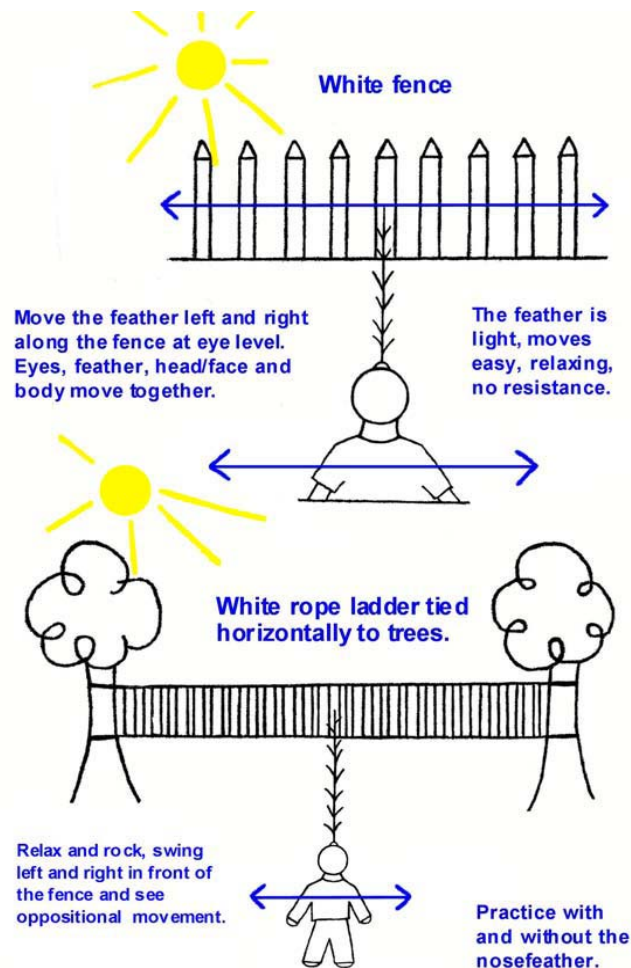 White fence
Move the feather left and right
along the fence at eye level.
Eyes, feather, head/face and
body move together.
The feather is
light, moves
easy, relaxing,
no resistance.
White rope ladder tied
horizontally to trees.
Relax and rock, swing
left and right in front of
the fence and see
oppositional movement.
Practice with
and without the
nosefeather.